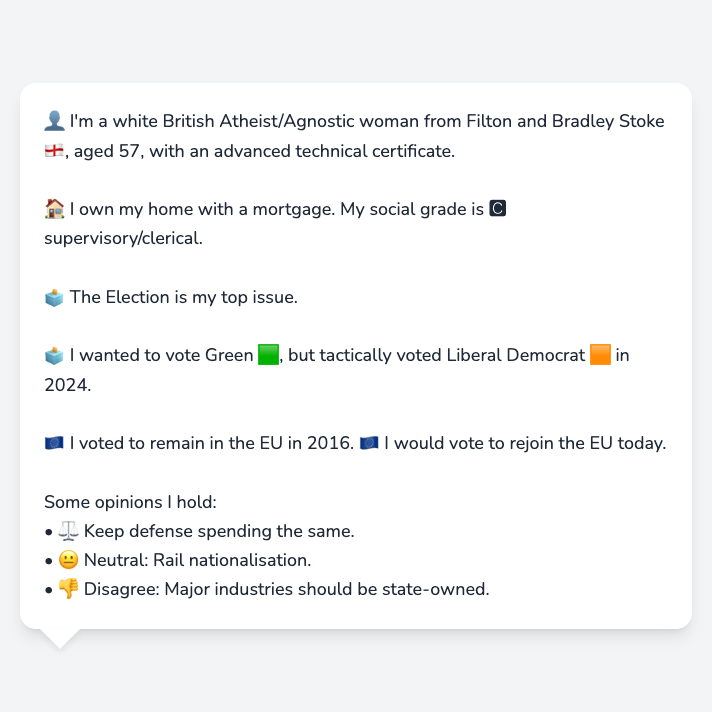 👤 I'm a white British Atheist/Agnostic woman from Filton and Bradley Stoke
🏴󠁧󠁢󠁥󠁮󠁧󠁿, aged 57, with an advanced technical certificate.
🏠 I own my home with a mortgage. My social grade is 🅲
supervisory/clerical.
🗳️ The Election is my top issue.
🗳️ I wanted to vote Green 🟩, but tactically voted Liberal Democrat 🟧 in
2024.
🇪🇺 I voted to remain in the EU in 2016. 🇪🇺 I would vote to rejoin the EU today.
Some opinions I hold:
• ⚖️ Keep defense spending the same.
• 😐 Neutral: Rail nationalisation.
• 👎 Disagree: Major industries should be state-owned.